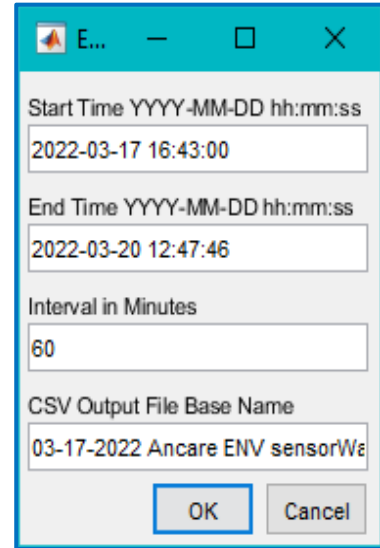 E...
Start Time YYYY-MM-DD hh:mm:ss
2022-03-17 16:43:00
End Time YYYY-MM-DD hh:mm:ss
2022-03-20 12:47:46
Interval in Minutes
60
CSV Output File Base Name
03-17-2022 Ancare ENV sensorWa
OK Cancel